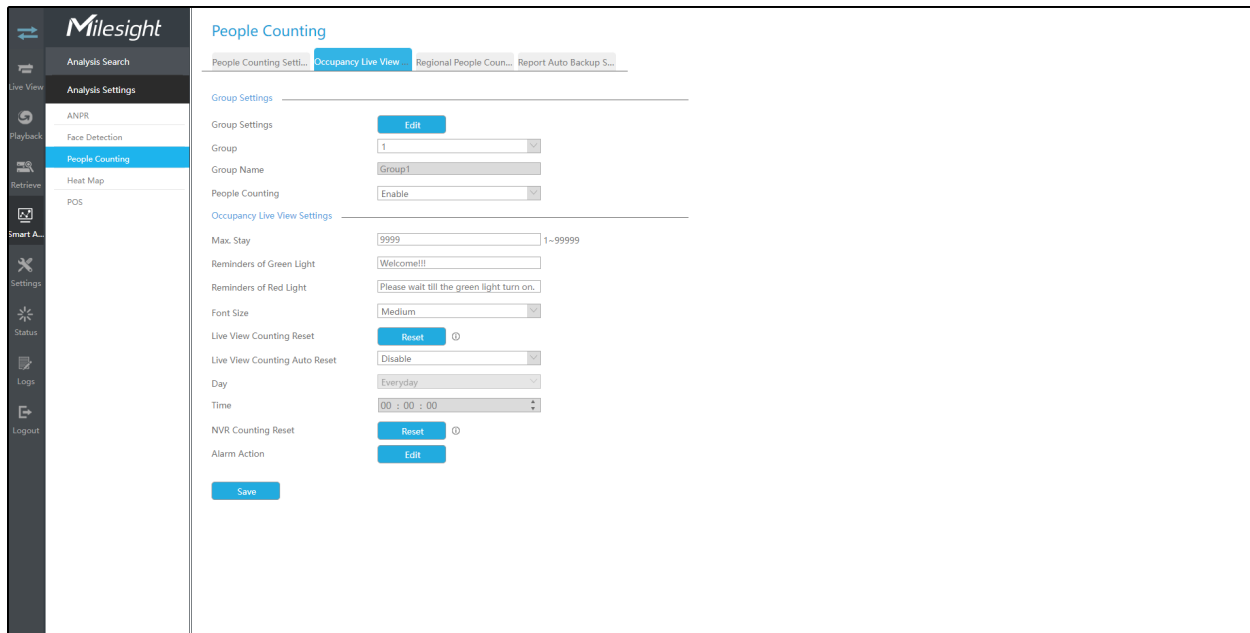 Milesight
Live View
Playback
Retrieve
Smart A...
Settings
Status
Logs
Logout
Analysis Search
Analysis Settings
ANPR
Face Detection
People Counting
Heat Map
POS
People Counting
People Counting Setti... Occupancy Live View ... Regional People Coun... Report Auto Backup S...
Group Settings
Group Settings Edit
Group 1
Group Name Group1
People Counting Enable
Occupancy Live View Settings
Max. Stay 9999 1~99999
Reminders of Green Light Welcome!!!
Reminders of Red Light Please wait till the green light turn on.
Font Size Medium
Live View Counting Reset Reset
Live View Counting Auto Reset Disable
Day Everyday
Time 00 : 00 : 00
NVR Counting Reset Reset
Alarm Action Edit
Save